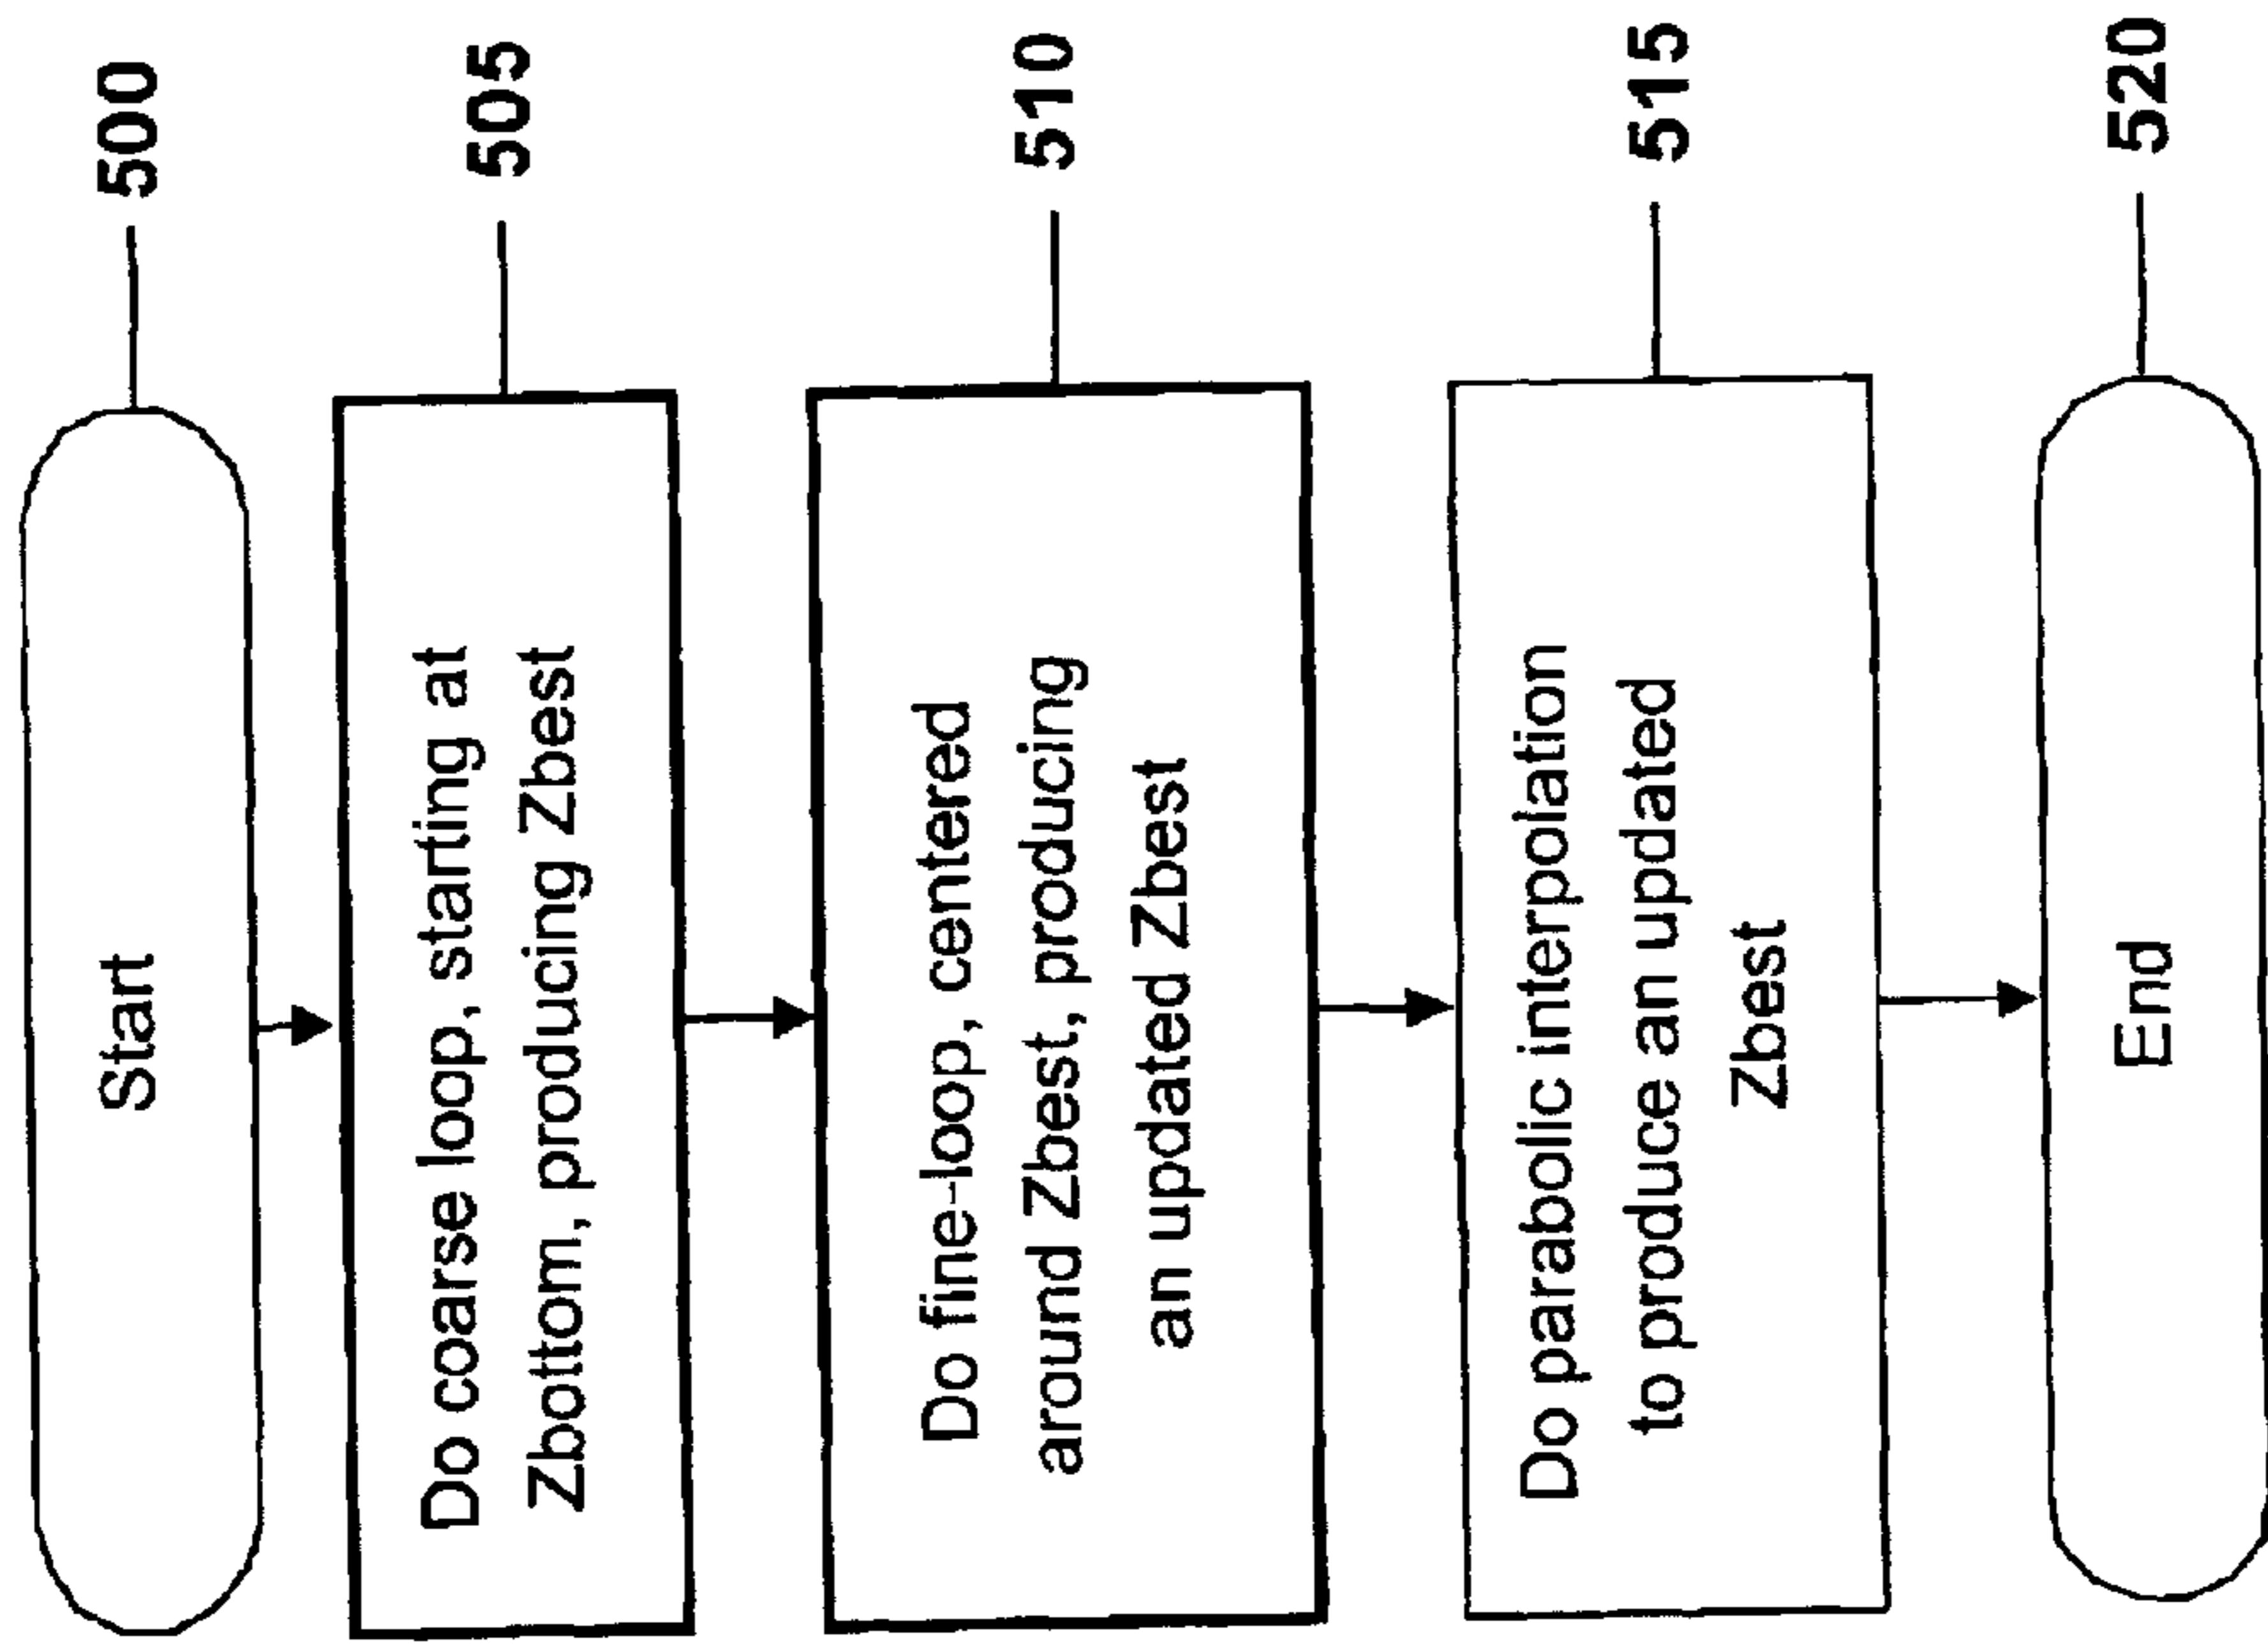 Start
500
Do coarse loop, starting at
Zbottom, producing Zbest
505
Do fine-loop, centered
around Zbest, producing
an updated Zbest
510
Do parabolic interpolation
to produce an updated
Zbest
515
End
520